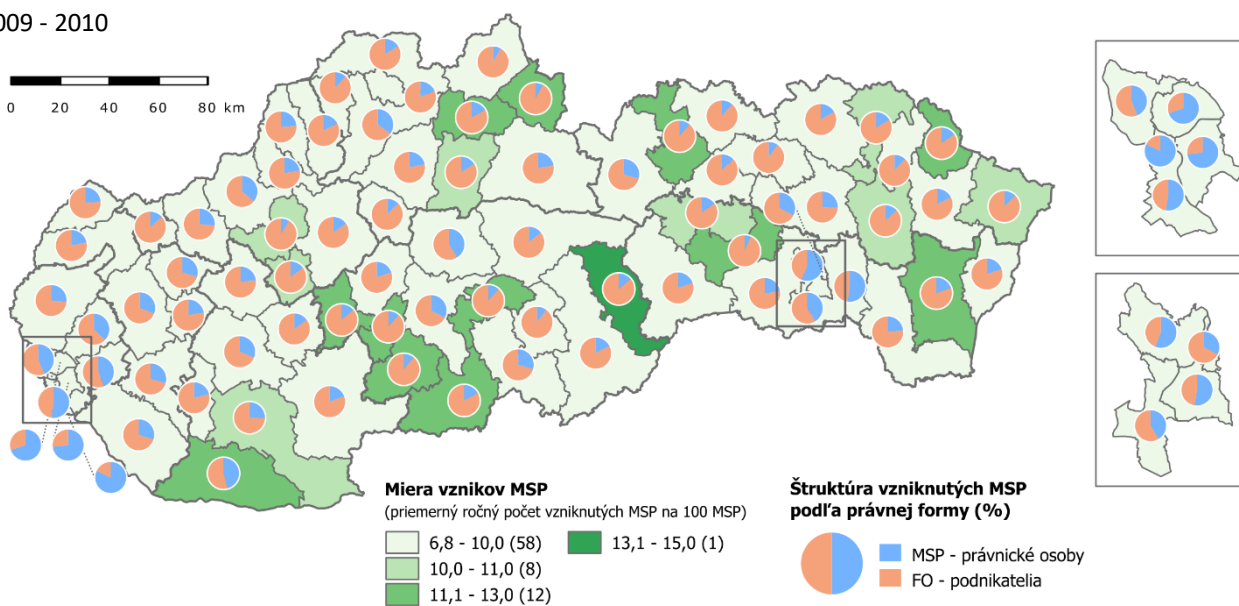 009 - 2010
0 20 40 60 80 km
Miera vznikov MSP
(priemerný ročný počet vzniknutých MSP na 100 MSP)
6,8 - 10,0 (58)
10,0 - 11,0 (8)
11,1 - 13,0 (12)
13,1 - 15,0 (1)
Štruktúra vzniknutých MSP
podľa právnej formy (%)
MSP - právnické osoby
FO - podnikatelia